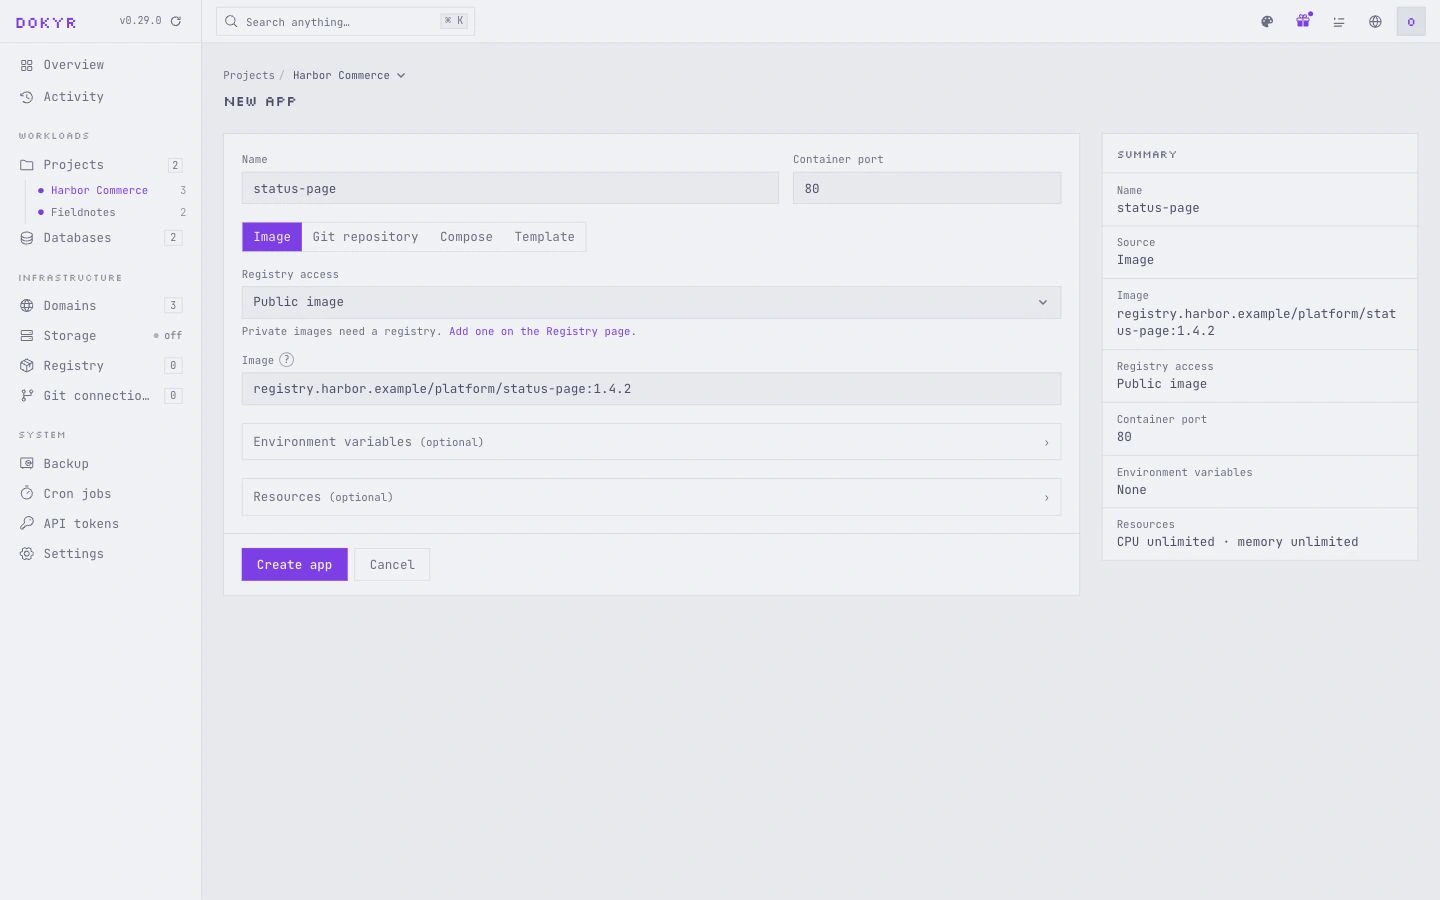 DOKYR
v0.29.0
Search anything…
⌘ K
O
Overview
Activity
WORKLOADS
Projects
2
Harbor Commerce
3
Fieldnotes
2
Databases
2
INFRASTRUCTURE
Domains
3
Storage
off
Registry
0
Git connectio…
0
SYSTEM
Backup
Cron jobs
API tokens
Settings
Projects / Harbor Commerce
NEW APP
Name
status-page
Container port
80
Image
Git repository
Compose
Template
Registry access
Public image
Private images need a registry. Add one on the Registry page.
Image ?
registry.harbor.example/platform/status-page:1.4.2
Environment variables (optional)
Resources (optional)
Create app
Cancel
SUMMARY
Name
status-page
Source
Image
Image
registry.harbor.example/platform/stat
us-page:1.4.2
Registry access
Public image
Container port
80
Environment variables
None
Resources
CPU unlimited · memory unlimited